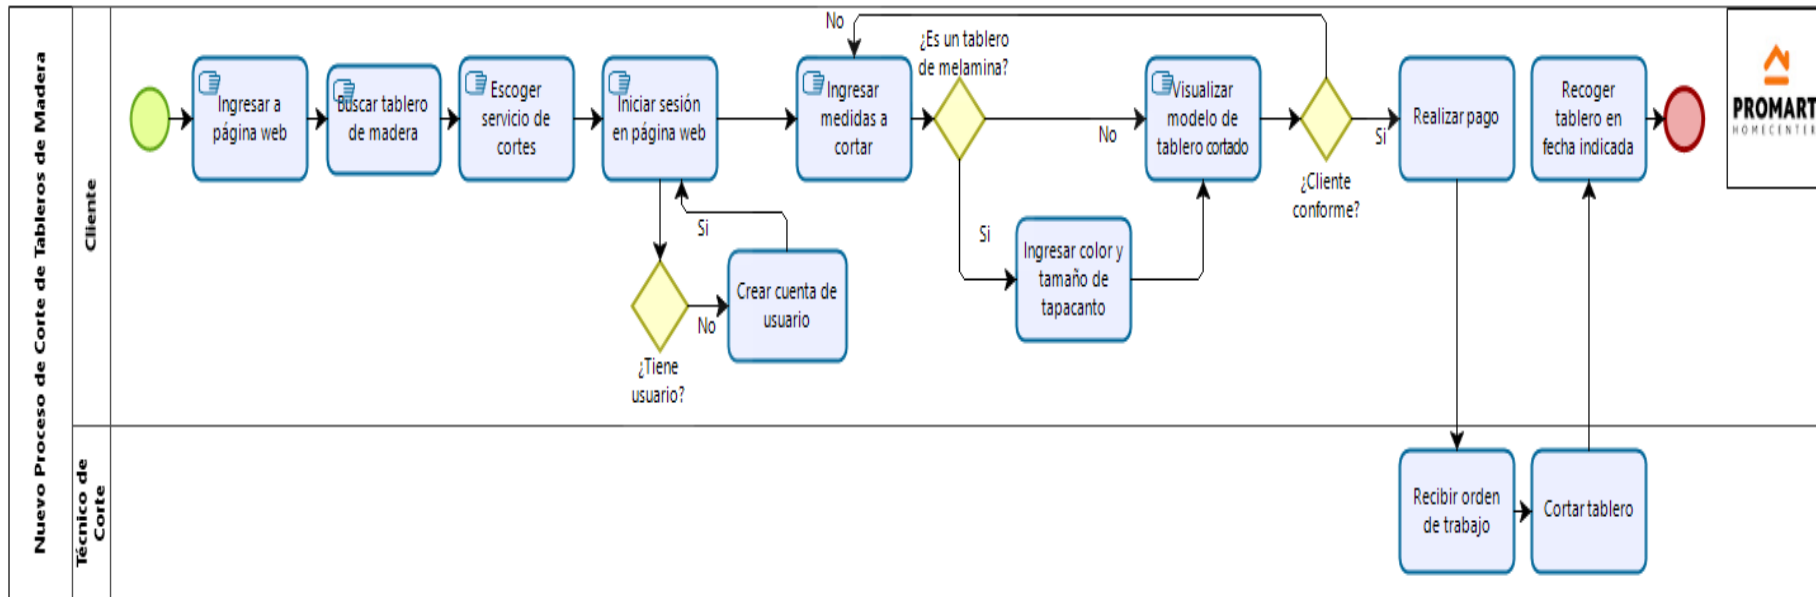 Nuevo Proceso de Corte de Tableros de Madera
Cliente
Ingresar a
página web
Buscar tablero
de madera
Escoger
servicio de
cortes
Iniciar sesión
en página web
¿Tiene
usuario?
No
Crear cuenta de
usuario
Si
Ingresar
medidas a
cortar
No
¿Es un tablero
de melamina?
No
Si
Ingresar color y
tamaño de
tapacanto
Visualizar
modelo de
tablero cortado
¿Cliente
conforme?
Si
Realizar pago
Recoger
tablero en
fecha indicada
PROMART
HOMECENTER
Técnico de
Corte
Recibir orden
de trabajo
Cortar tablero